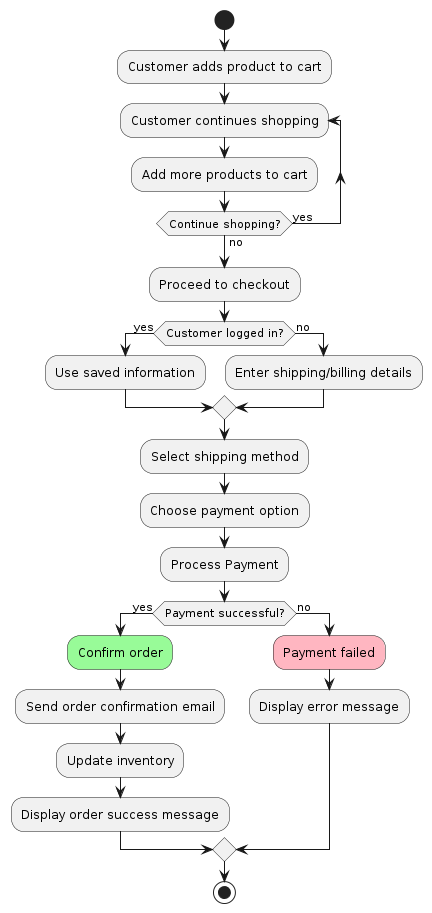 Customer adds product to cart
Customer continues shopping
Add more products to cart
Continue shopping?
yes
no
Proceed to checkout
yes
Customer logged in?
no
Use saved information
Enter shipping/billing details
Select shipping method
Choose payment option
Process Payment
yes
Payment successful?
no
Confirm order
Payment failed
Send order confirmation email
Display error message
Update inventory
Display order success message